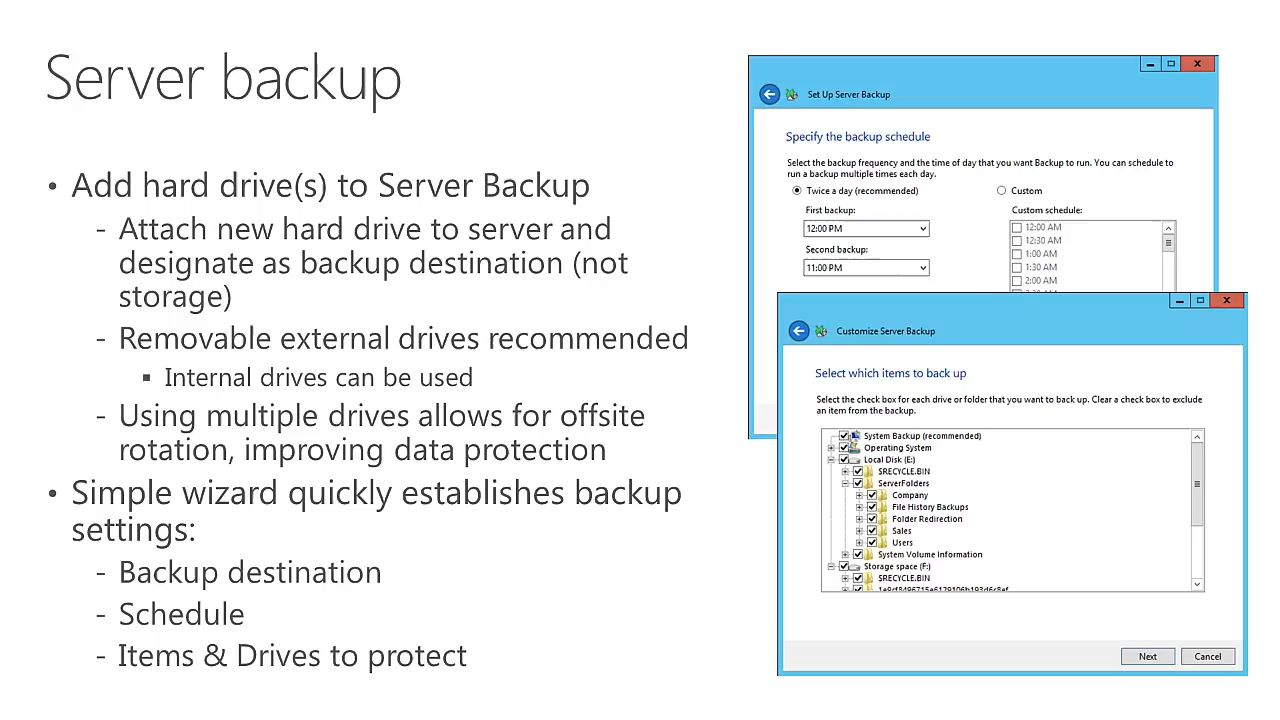 Server backup
• Add hard drive(s) to Server Backup
- Attach new hard drive to server and
designate as backup destination (not
storage)
- Removable external drives recommended
▪ Internal drives can be used
- Using multiple drives allows for offsite
rotation, improving data protection
• Simple wizard quickly establishes backup
settings:
- Backup destination
- Schedule
- Items & Drives to protect
Set Up Server Backup
Specify the backup schedule
Select the backup frequency and the time of day that you want Backup to run. You can schedule to
run a backup multiple times each day.
Twice a day (recommended)
First backup:
12:00 PM
Second backup:
11:00 PM
Custom
Custom schedule:
12:00 AM
12:30 AM
1:00 AM
1:30 AM
2:00 AM
Customize Server Backup
Select which items to back up
Select the check box for each drive or folder that you want to back up. Clear a check box to exclude
an item from the backup.
System Backup (recommended)
Operating System
Local Disk (E:)
$RECYCLE.BIN
ServerFolders
Company
File History Backups
Folder Redirection
Sales
Users
System Volume Information
Storage space (F:)
$RECYCLE.BIN
Next
Cancel